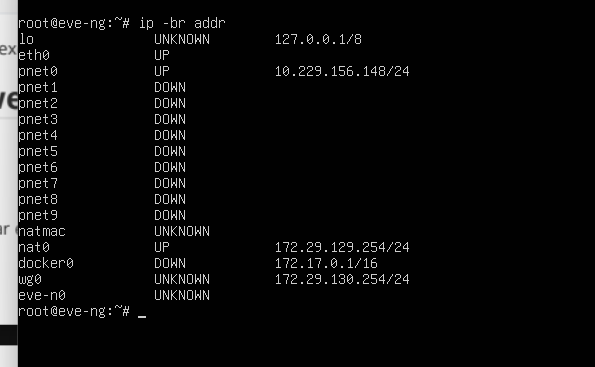 root@eve-ng:~# ip -br addr
lo UNKNOWN 127.0.0.1/8
eth0 UP
pnet0 UP 10.229.156.148/24
pnet1 DOWN
pnet2 DOWN
pnet3 DOWN
pnet4 DOWN
pnet5 DOWN
pnet6 DOWN
pnet7 DOWN
pnet8 DOWN
pnet9 DOWN
natmac UNKNOWN
nat0 UP 172.29.129.254/24
docker0 DOWN 172.17.0.1/16
wg0 UNKNOWN 172.29.130.254/24
eve-n0 UNKNOWN
root@eve-ng:~# _